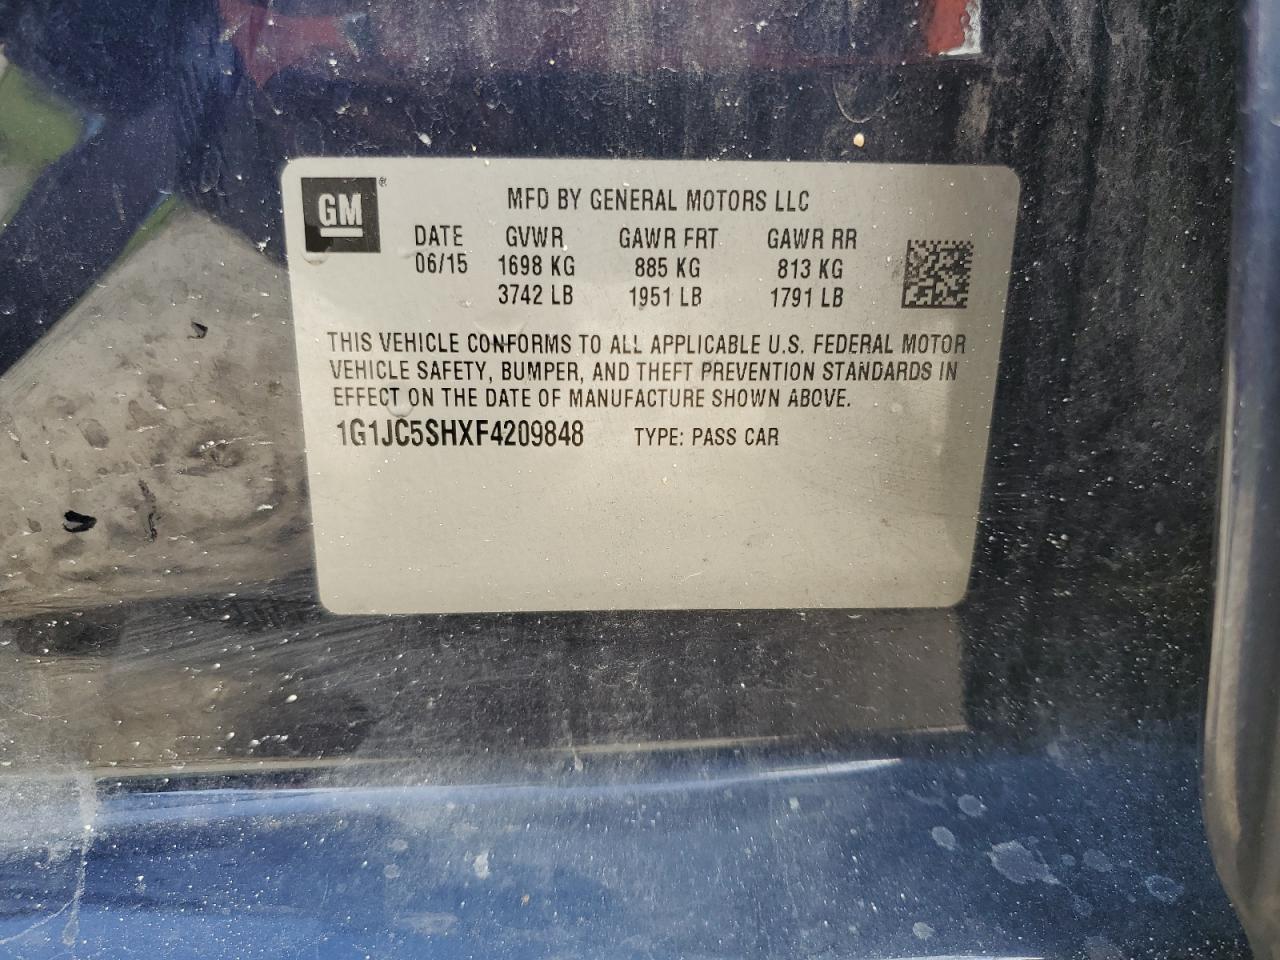 GM®
MFD BY GENERAL MOTORS LLC
DATE GVWR GAWR FRT GAWR RR
06/15 1698 KG 885 KG 813 KG
3742 LB 1951 LB 1791 LB
THIS VEHICLE CONFORMS TO ALL APPLICABLE U.S. FEDERAL MOTOR
VEHICLE SAFETY, BUMPER, AND THEFT PREVENTION STANDARDS IN
EFFECT ON THE DATE OF MANUFACTURE SHOWN ABOVE.
1G1JC5SHXF4209848 TYPE: PASS CAR